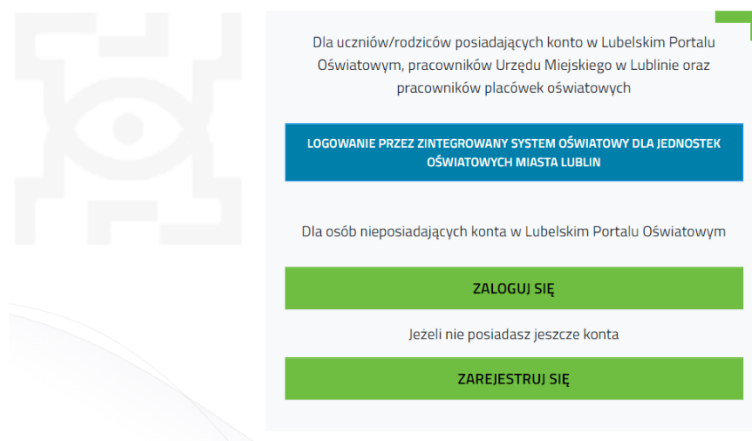 Dla uczniów/rodziców posiadających konto w Lubelskim Portalu
Oświatowym, pracowników Urzędu Miejskiego w Lublinie oraz
pracowników placówek oświatowych
LOGOWANIE PRZEZ ZINTEGROWANY SYSTEM OŚWIATOWY DLA JEDNOSTEK
OŚWIATOWYCH MIASTA LUBLIN
Dla osób nieposiadających konta w Lubelskim Portalu Oświatowym
ZALOGUJ SIĘ
Jeżeli nie posiadasz jeszcze konta
ZAREJESTRUJ SIĘ